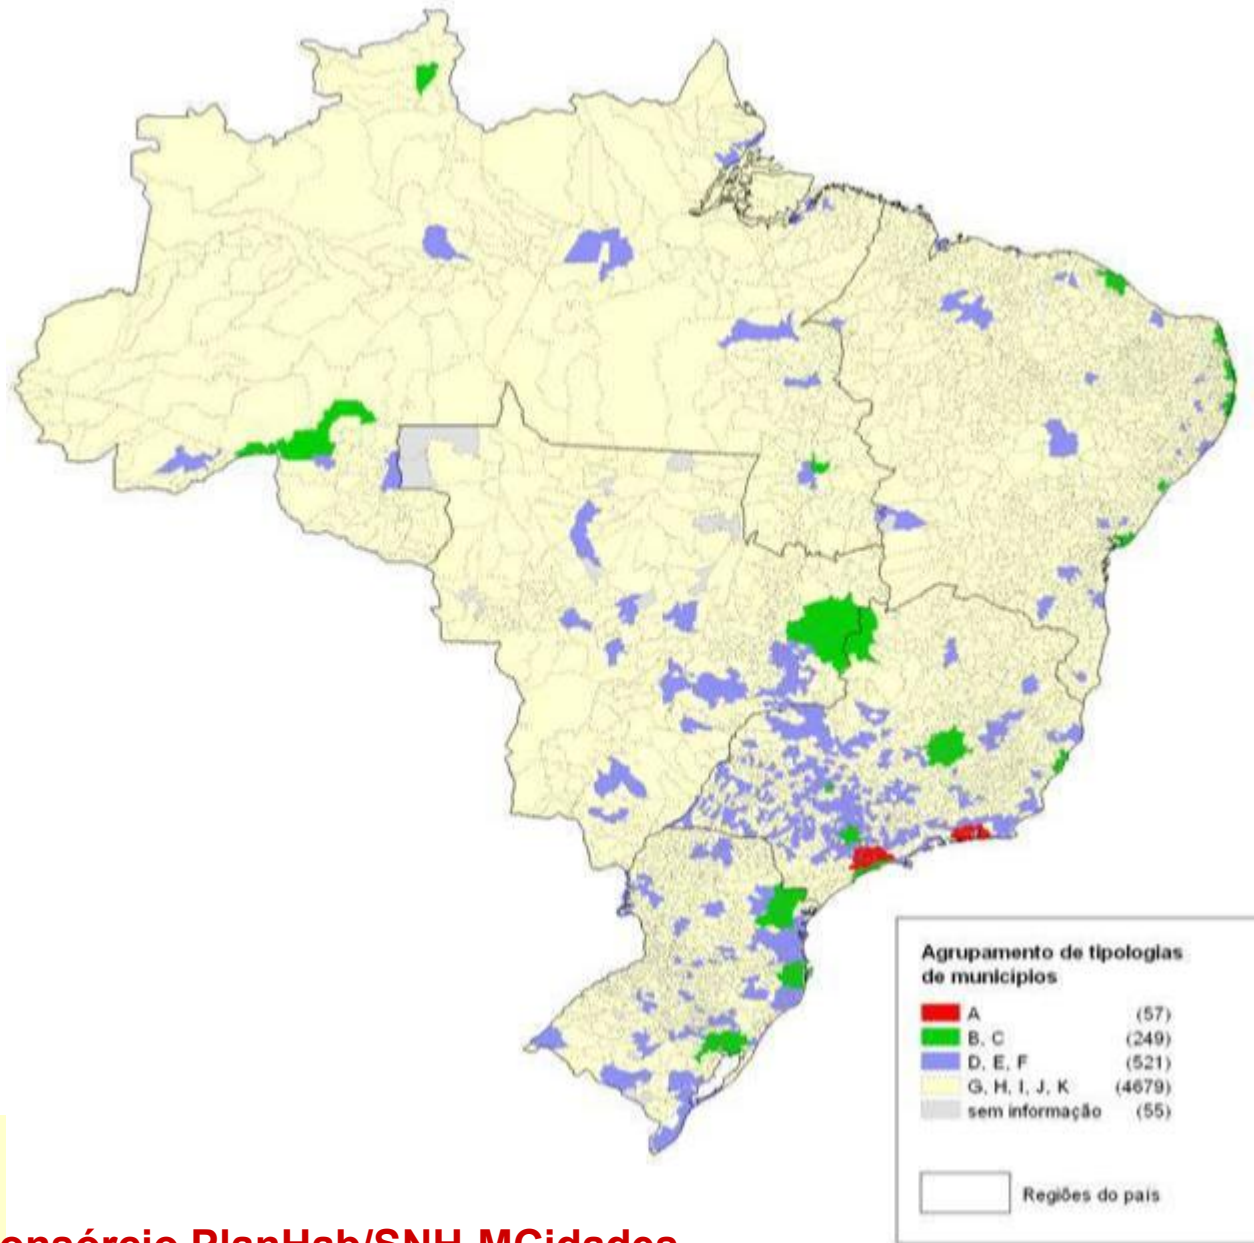 Agrupamento de tipologias
de municípios
A (57)
B, C (249)
D, E, F (521)
G, H, I, J, K (4679)
sem informação (55)
Regiões do país
onsórcio PlanHab/SNH-MCidades